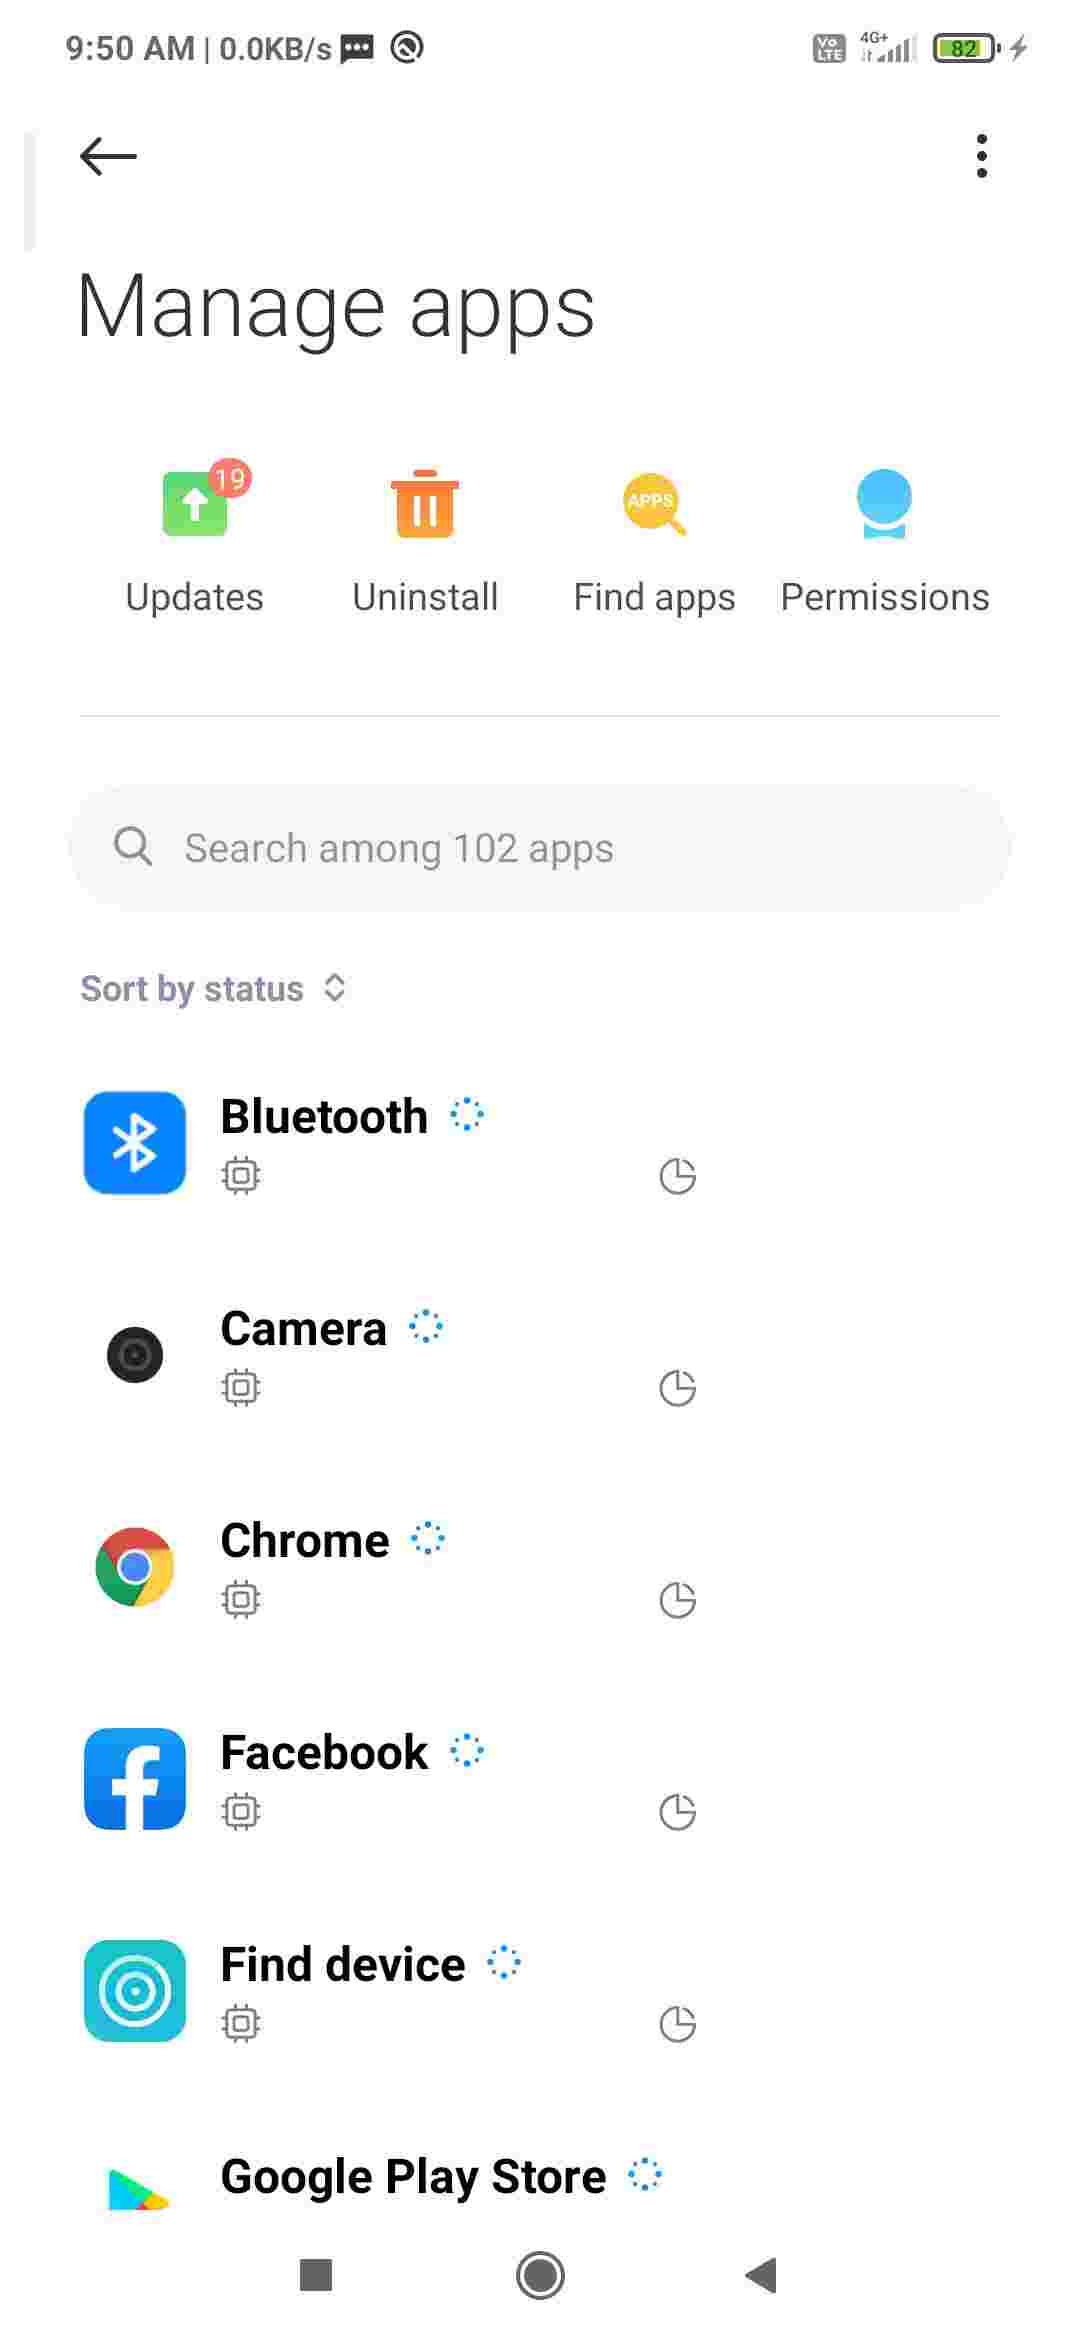 9:50 AM | 0.0KB/s
Vo LTE 4G+ 82
Manage apps
19
APPS
Updates Uninstall Find apps Permissions
Search among 102 apps
Sort by status
Bluetooth
Camera
Chrome
Facebook
Find device
Google Play Store